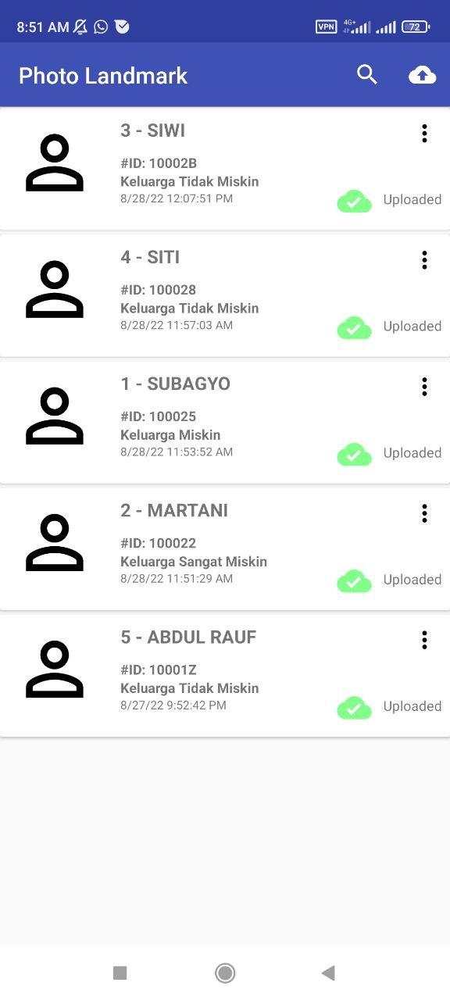 8:51 AM
VPN 4G+ 72
Photo Landmark
3 - SIWI
#ID: 10002B
Keluarga Tidak Miskin
8/28/22 12:07:51 PM
Uploaded
4 - SITI
#ID: 100028
Keluarga Tidak Miskin
8/28/22 11:57:03 AM
Uploaded
1 - SUBAGYO
#ID: 100025
Keluarga Miskin
8/28/22 11:53:52 AM
Uploaded
2 - MARTANI
#ID: 100022
Keluarga Sangat Miskin
8/28/22 11:51:29 AM
Uploaded
5 - ABDUL RAUF
#ID: 10001Z
Keluarga Tidak Miskin
8/27/22 9:52:42 PM
Uploaded